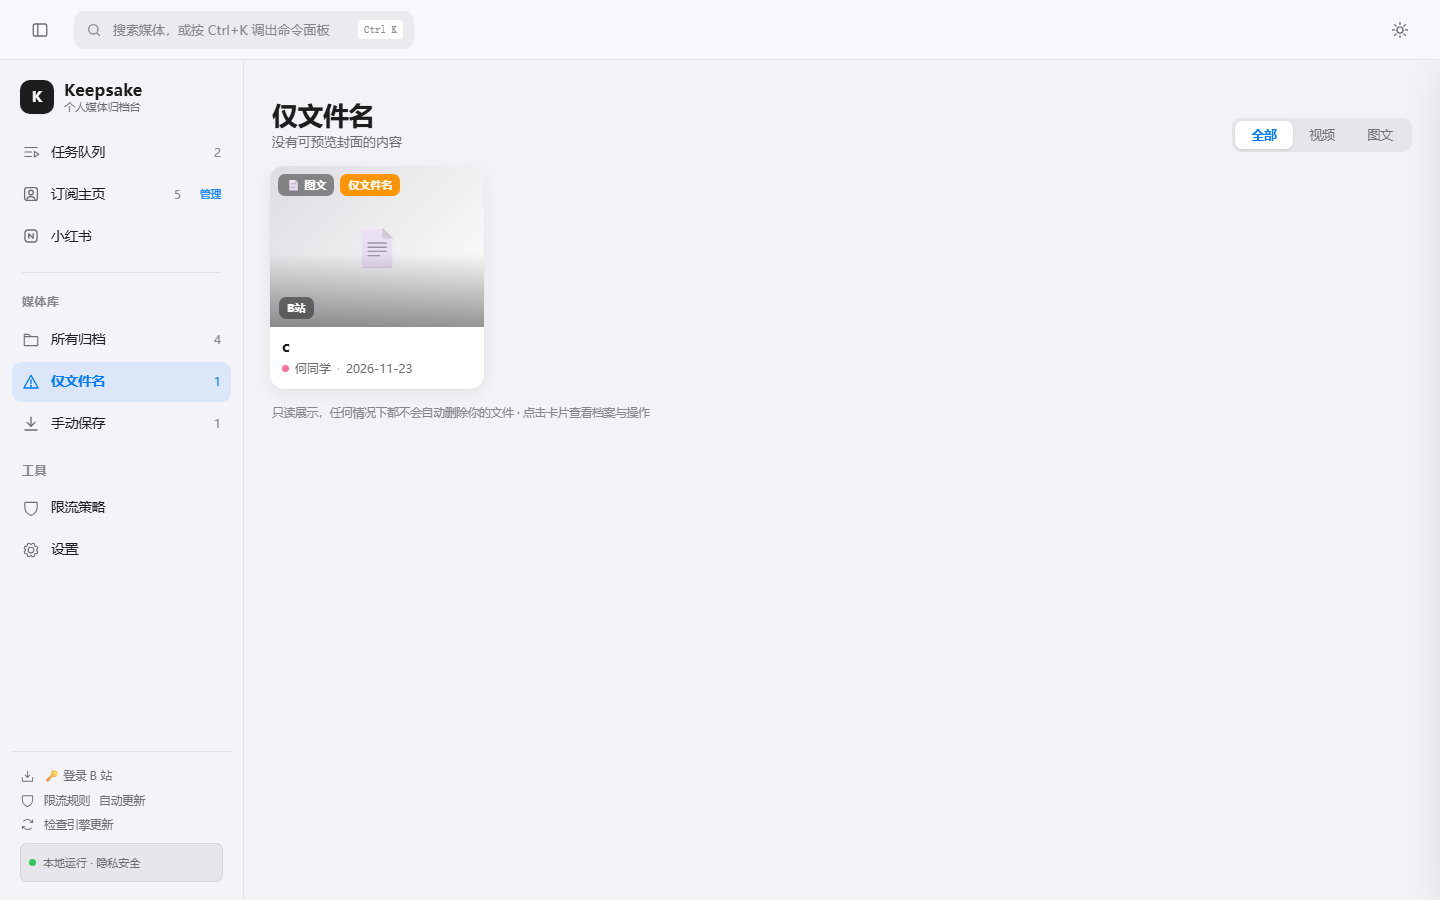 搜索媒体，或按 Ctrl+K 调出命令面板 Ctrl K
K Keepsake
个人媒体归档台
任务队列 2
订阅主页 5 管理
小红书
媒体库
所有归档 4
仅文件名 1
手动保存 1
工具
限流策略
设置
登录 B 站
限流规则 自动更新
检查引擎更新
本地运行 · 隐私安全
仅文件名
没有可预览封面的内容
全部 视频 图文
图文 仅文件名
B站
c
何同学 · 2026-11-23
只读展示，任何情况下都不会自动删除你的文件 · 点击卡片查看档案与操作